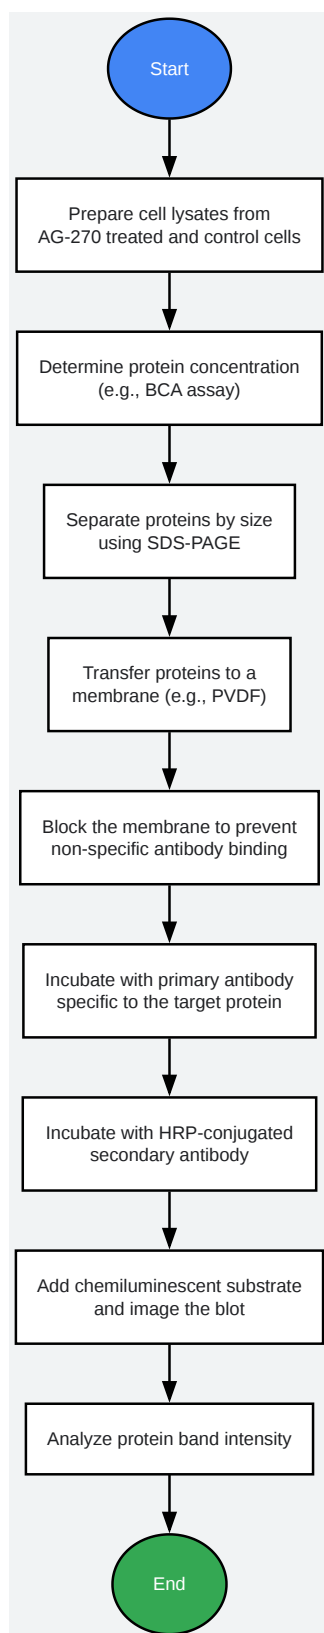 Start
Prepare cell lysates from
AG-270 treated and control cells
Determine protein concentration
(e.g., BCA assay)
Separate proteins by size
using SDS-PAGE
Transfer proteins to a
membrane (e.g., PVDF)
Block the membrane to prevent
non-specific antibody binding
Incubate with primary antibody
specific to the target protein
Incubate with HRP-conjugated
secondary antibody
Add chemiluminescent substrate
and image the blot
Analyze protein band intensity
End